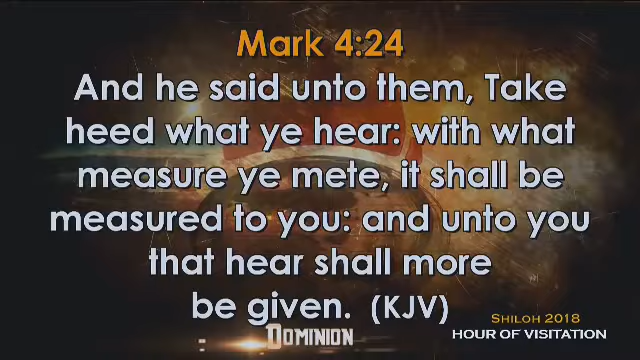 Mark 4:24
And he said unto them, Take
heed what ye hear: with what
measure ye mete, it shall be
measured to you: and unto you
that hear shall more
be given. (KJV)
SHILOH 2018
DOMINION
HOUR OF VISITATION